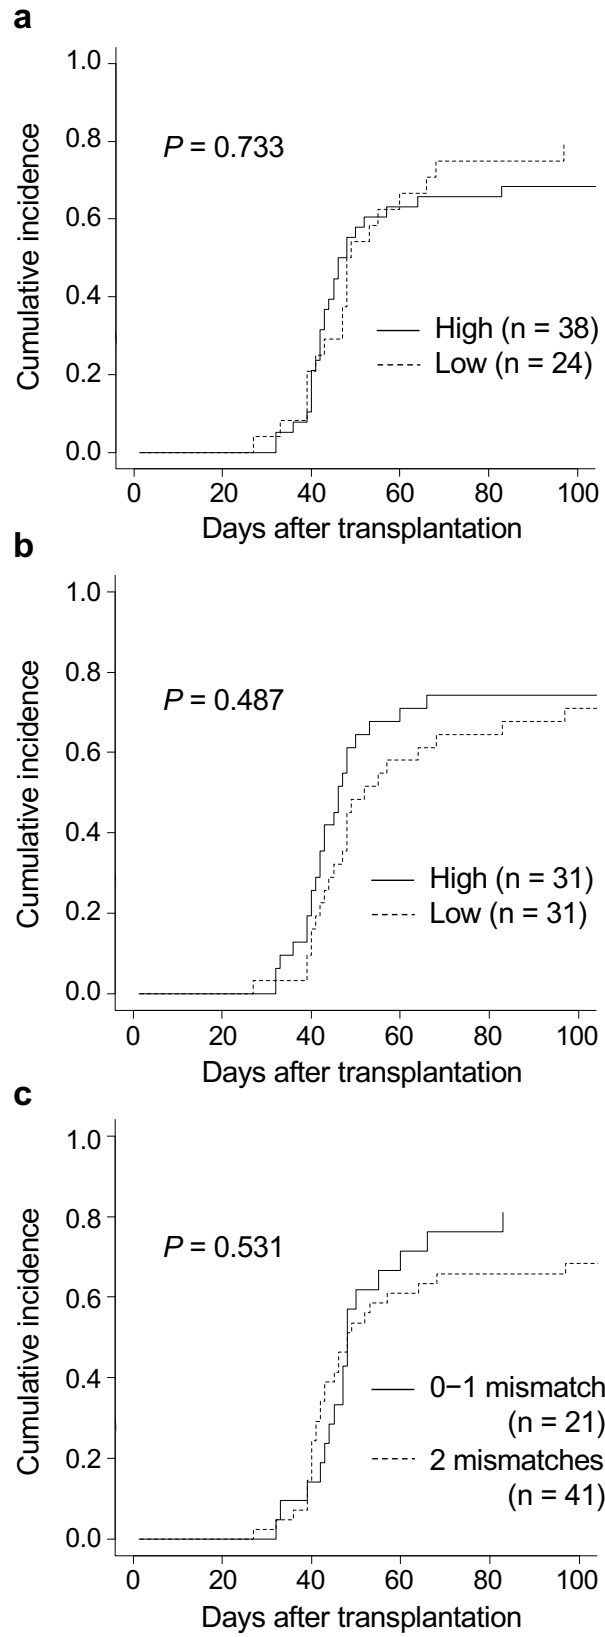 a
Cumulative incidence
1.0
0.8
0.6
0.4
0.2
0.0
P = 0.733
High (n = 38)
Low (n = 24)
0 20 40 60 80 100
Days after transplantation
b
Cumulative incidence
1.0
0.8
0.6
0.4
0.2
0.0
P = 0.487
High (n = 31)
Low (n = 31)
0 20 40 60 80 100
Days after transplantation
c
Cumulative incidence
1.0
0.8
0.6
0.4
0.2
0.0
P = 0.531
0−1 mismatch
(n = 21)
2 mismatches
(n = 41)
0 20 40 60 80 100
Days after transplantation